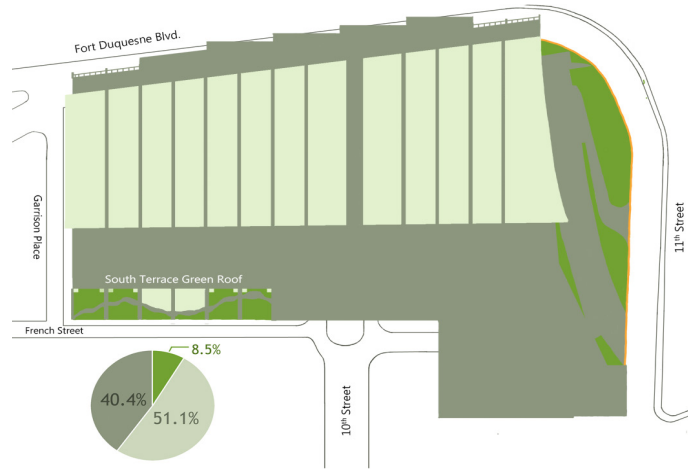 Fort Duquesne Blvd.
Garrison Place
11th Street
South Terrace Green Roof
French Street
8.5%
40.4%
51.1%
10th Street